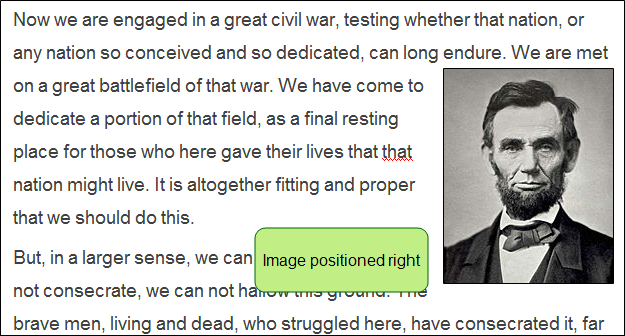 Now we are engaged in a great civil war, testing whether that nation, or
any nation so conceived and so dedicated, can long endure. We are met
on a great battlefield of that war. We have come to
dedicate a portion of that field, as a final resting
place for those who here gave their lives that that
nation might live. It is altogether fitting and proper
that we should do this.
But, in a larger sense, we can
Image positioned right
not consecrate, we can not hallow this ground. The
brave men, living and dead, who struggled here, have consecrated it, far